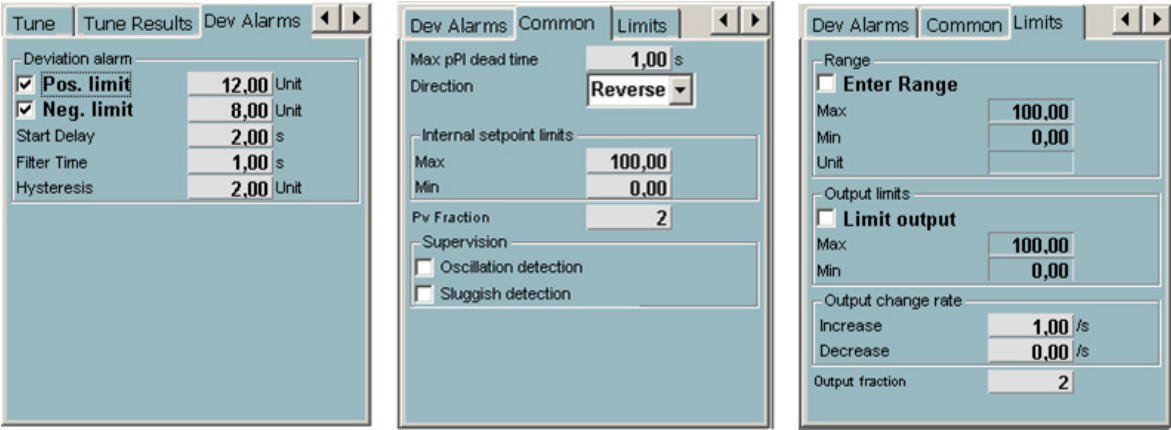 Tune Tune Results Dev Alarms
Deviation alarm
Pos. limit 12,00 Unit
Neg. limit 8,00 Unit
Start Delay 2,00 s
Filter Time 1,00 s
Hysteresis 2,00 Unit
Dev Alarms Common Limits
Max pPI dead time 1,00 s
Direction Reverse
Internal setpoint limits
Max 100,00
Min 0,00
Pv Fraction 2
Supervision
Oscillation detection
Sluggish detection
Dev Alarms Common Limits
Range
Enter Range
Max 100,00
Min 0,00
Unit
Output limits
Limit output
Max 100,00
Min 0,00
Output change rate
Increase 1,00 /s
Decrease 0,00 /s
Output fraction 2